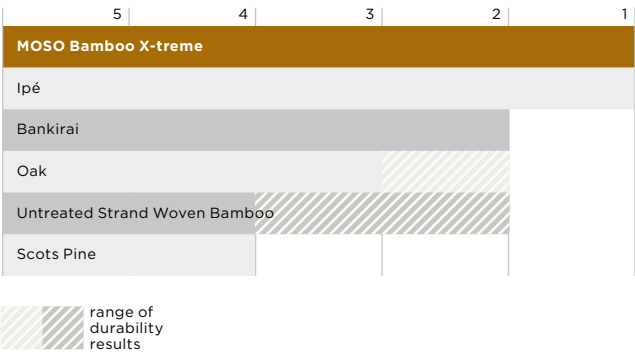 5 4 3 2 1
MOSO Bamboo X-treme
Ipé
Bankirai
Oak
Untreated Strand Woven Bamboo
Scots Pine
range of
durability
results